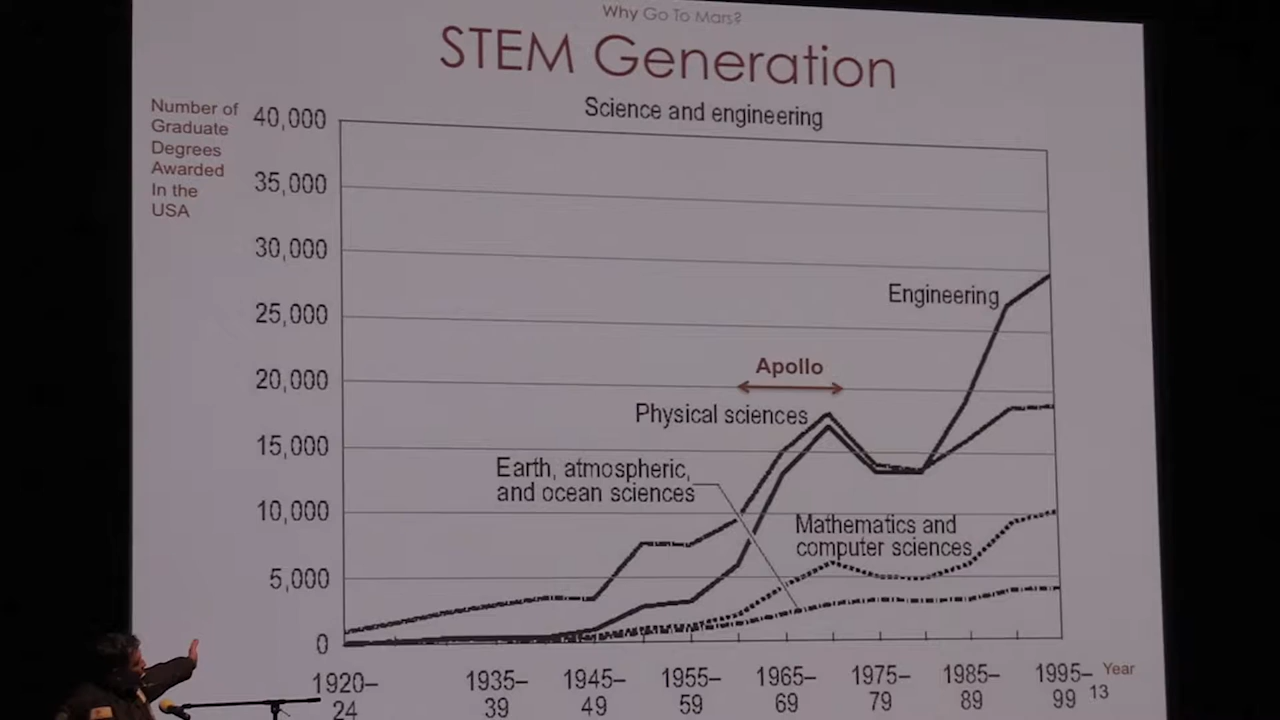 Why Go To Mars?
STEM Generation
Science and engineering
Number of
Graduate
Degrees
Awarded
In the
USA
40,000
35,000
30,000
25,000
20,000
15,000
10,000
5,000
0
Engineering
Apollo
Physical sciences
Earth, atmospheric,
and ocean sciences
Mathematics and
computer sciences
1920–
24
1935–
39
1945–
49
1955–
59
1965–
69
1975–
79
1985–
89
1995–
99
Year
13